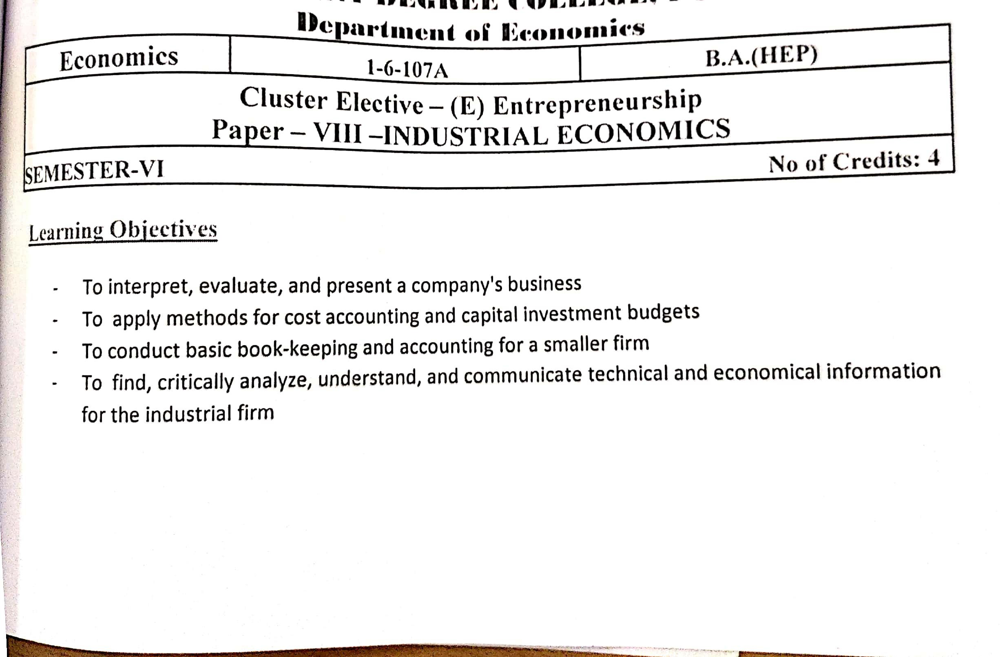 DEGREE COLLEGE,
Department of Economics
Economics 1-6-107A B.A.(HEP)
Cluster Elective – (E) Entrepreneurship
Paper – VIII –INDUSTRIAL ECONOMICS
SEMESTER-VI No of Credits: 4
Learning Objectives
- To interpret, evaluate, and present a company's business
- To apply methods for cost accounting and capital investment budgets
- To conduct basic book-keeping and accounting for a smaller firm
- To find, critically analyze, understand, and communicate technical and economical information
for the industrial firm